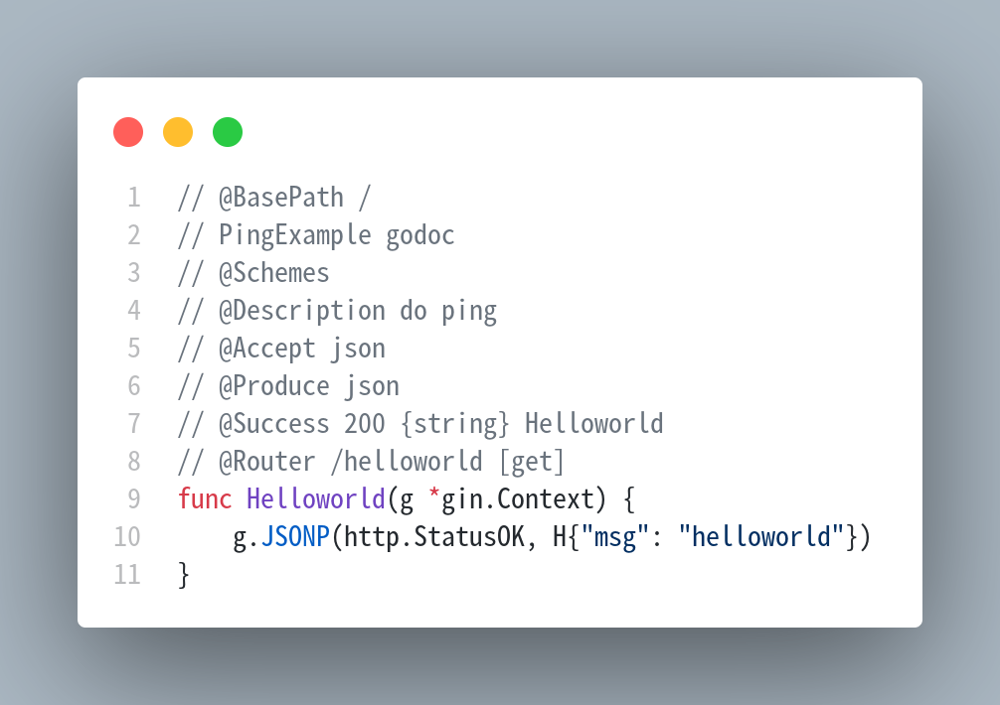 1 // @BasePath /
2 // PingExample godoc
3 // @Schemes
4 // @Description do ping
5 // @Accept json
6 // @Produce json
7 // @Success 200 {string} Helloworld
8 // @Router /helloworld [get]
9 func Helloworld(g *gin.Context) {
10     g.JSONP(http.StatusOK, H{"msg": "helloworld"})
11 }